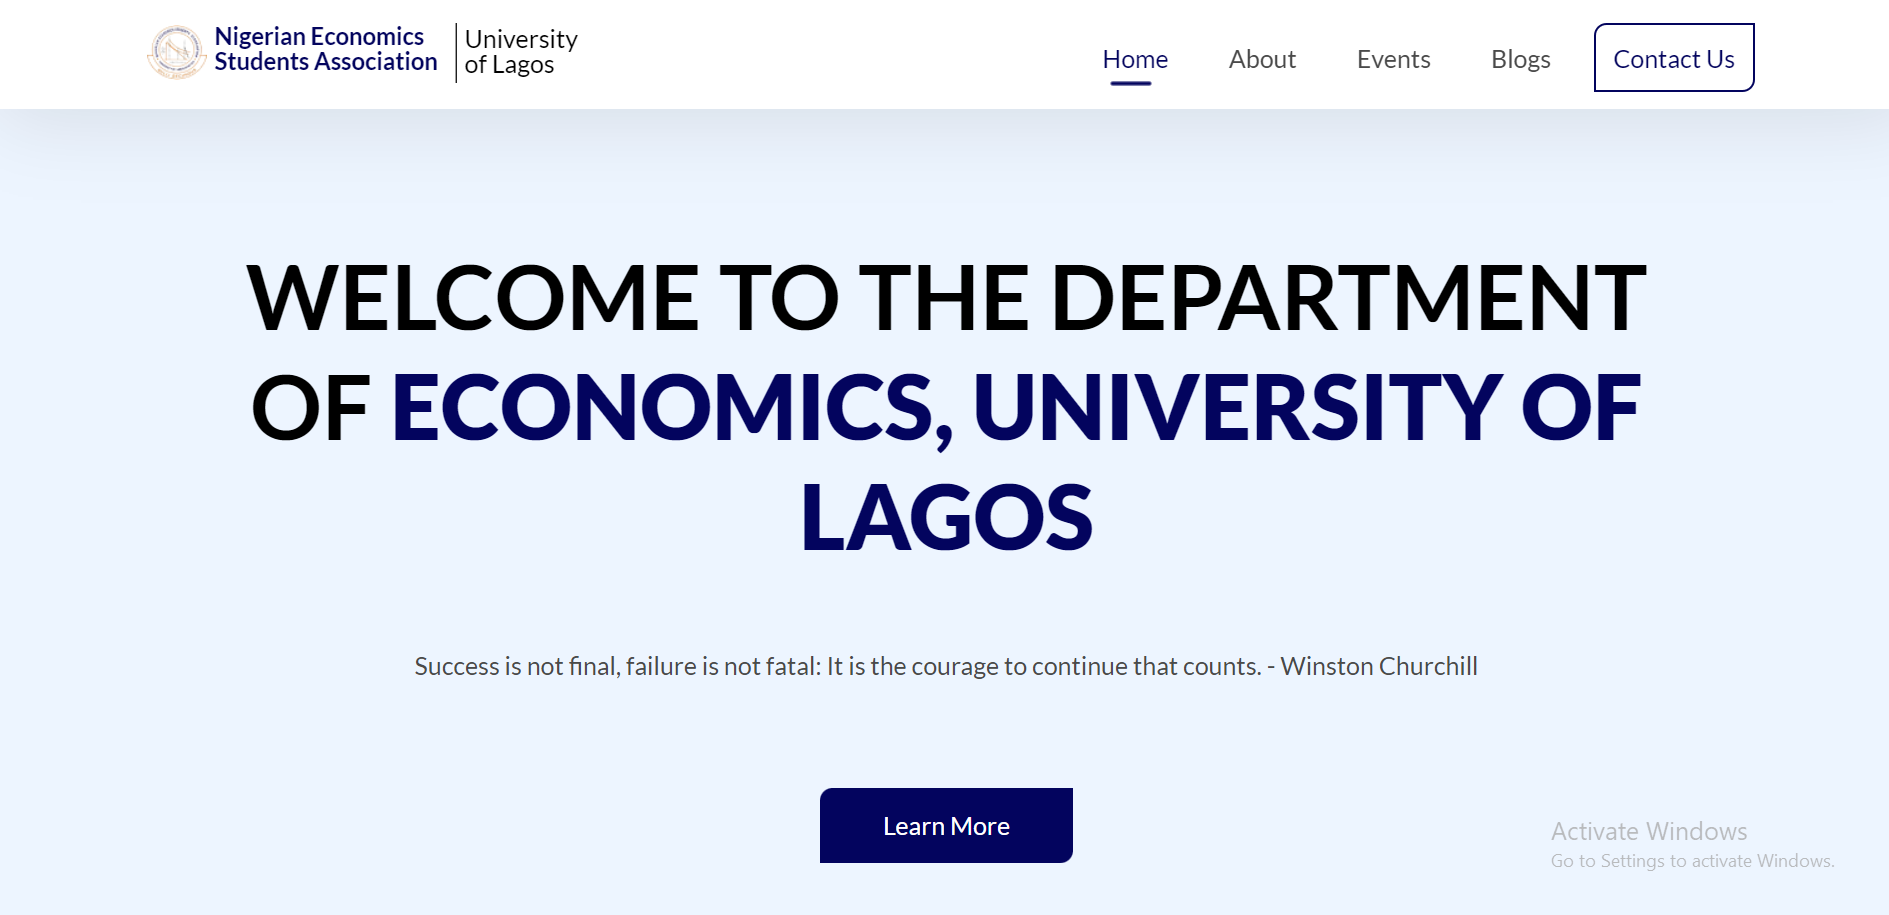 Nigerian Economics
Students Association
University
of Lagos
Home
About
Events
Blogs
Contact Us
WELCOME TO THE DEPARTMENT
OF ECONOMICS, UNIVERSITY OF
LAGOS
Success is not final, failure is not fatal: It is the courage to continue that counts. - Winston Churchill
Learn More
Activate Windows
Go to Settings to activate Windows.